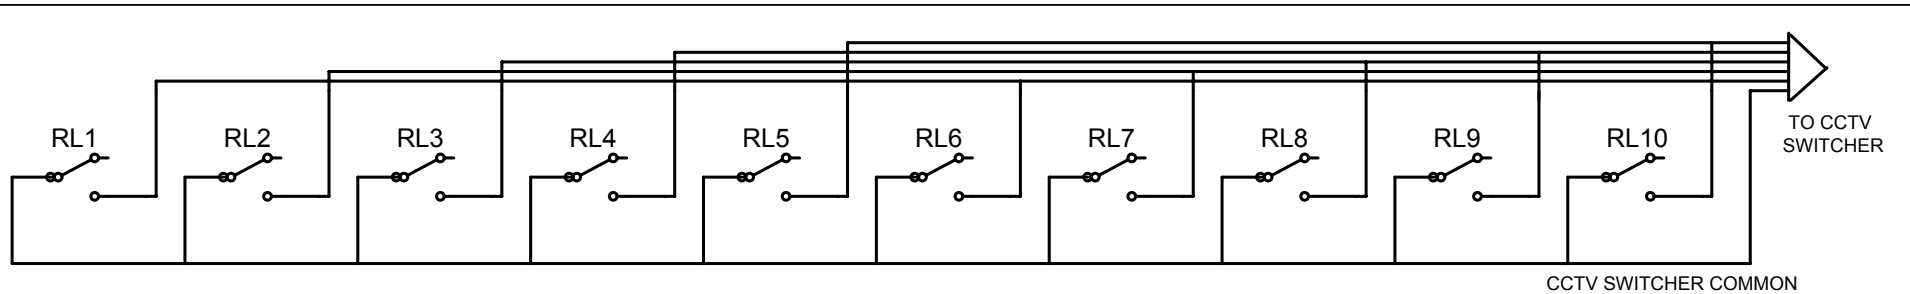 RL1
RL2
RL3
RL4
RL5
RL6
RL7
RL8
RL9
RL10
TO CCTV
SWITCHER
CCTV SWITCHER COMMON